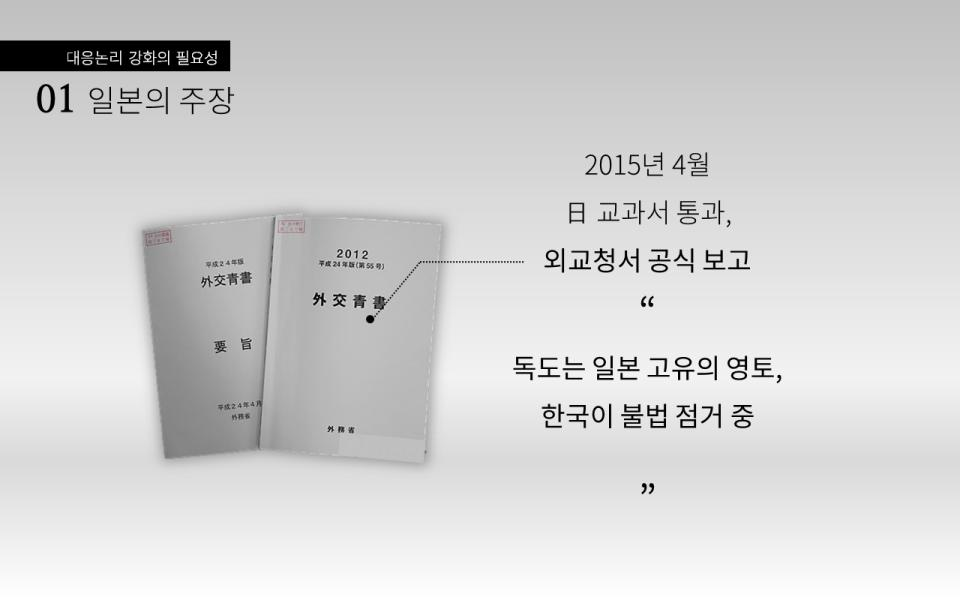 대응논리 강화의 필요성
01 일본의 주장
2015년 4월
日 교과서 통과,
외교청서 공식 보고
“
독도는 일본 고유의 영토,
한국이 불법 점거 중
”
平成24年版
外交青書
要旨
平成24年4月
外務省
2012
平成24年版(第55号)
外交青書
外務省